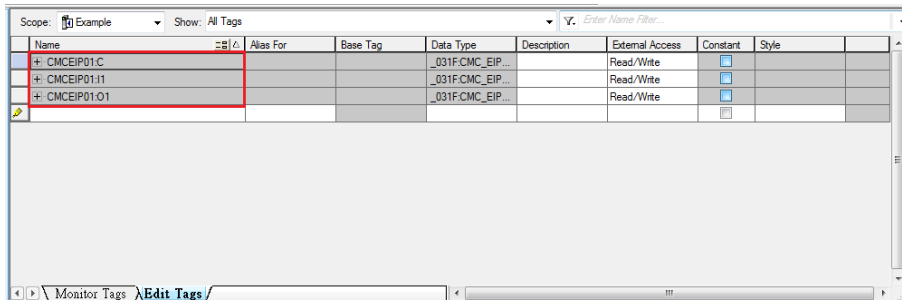 Scope: Example Show: All Tags Enter Name Filter...
Name Alias For Base Tag Data Type Description External Access Constant Style
CMCEIP01:C _031F:CMC_EIP... Read/Write
CMCEIP01:I1 _031F:CMC_EIP... Read/Write
CMCEIP01:O1 _031F:CMC_EIP... Read/Write
Monitor Tags Edit Tags